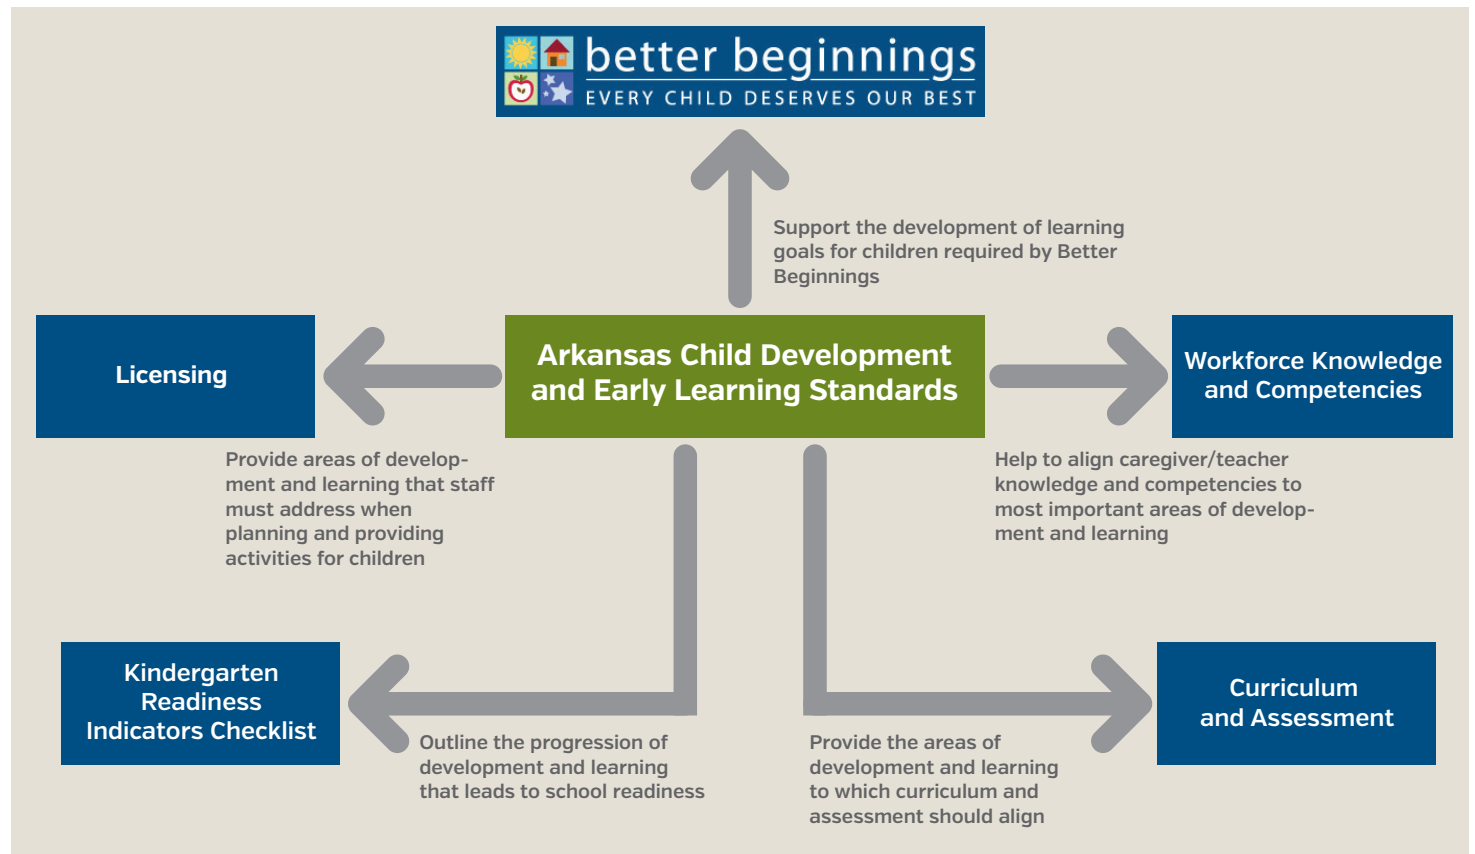 better beginnings
EVERY CHILD DESERVES OUR BEST
Support the development of learning
goals for children required by Better
Beginnings
Licensing
Arkansas Child Development
and Early Learning Standards
Workforce Knowledge
and Competencies
Provide areas of develop-
ment and learning that staff
must address when
planning and providing
activities for children
Help to align caregiver/teacher
knowledge and competencies to
most important areas of develop-
ment and learning
Kindergarten
Readiness
Indicators Checklist
Curriculum
and Assessment
Outline the progression of
development and learning
that leads to school readiness
Provide the areas of
development and learning
to which curriculum and
assessment should align